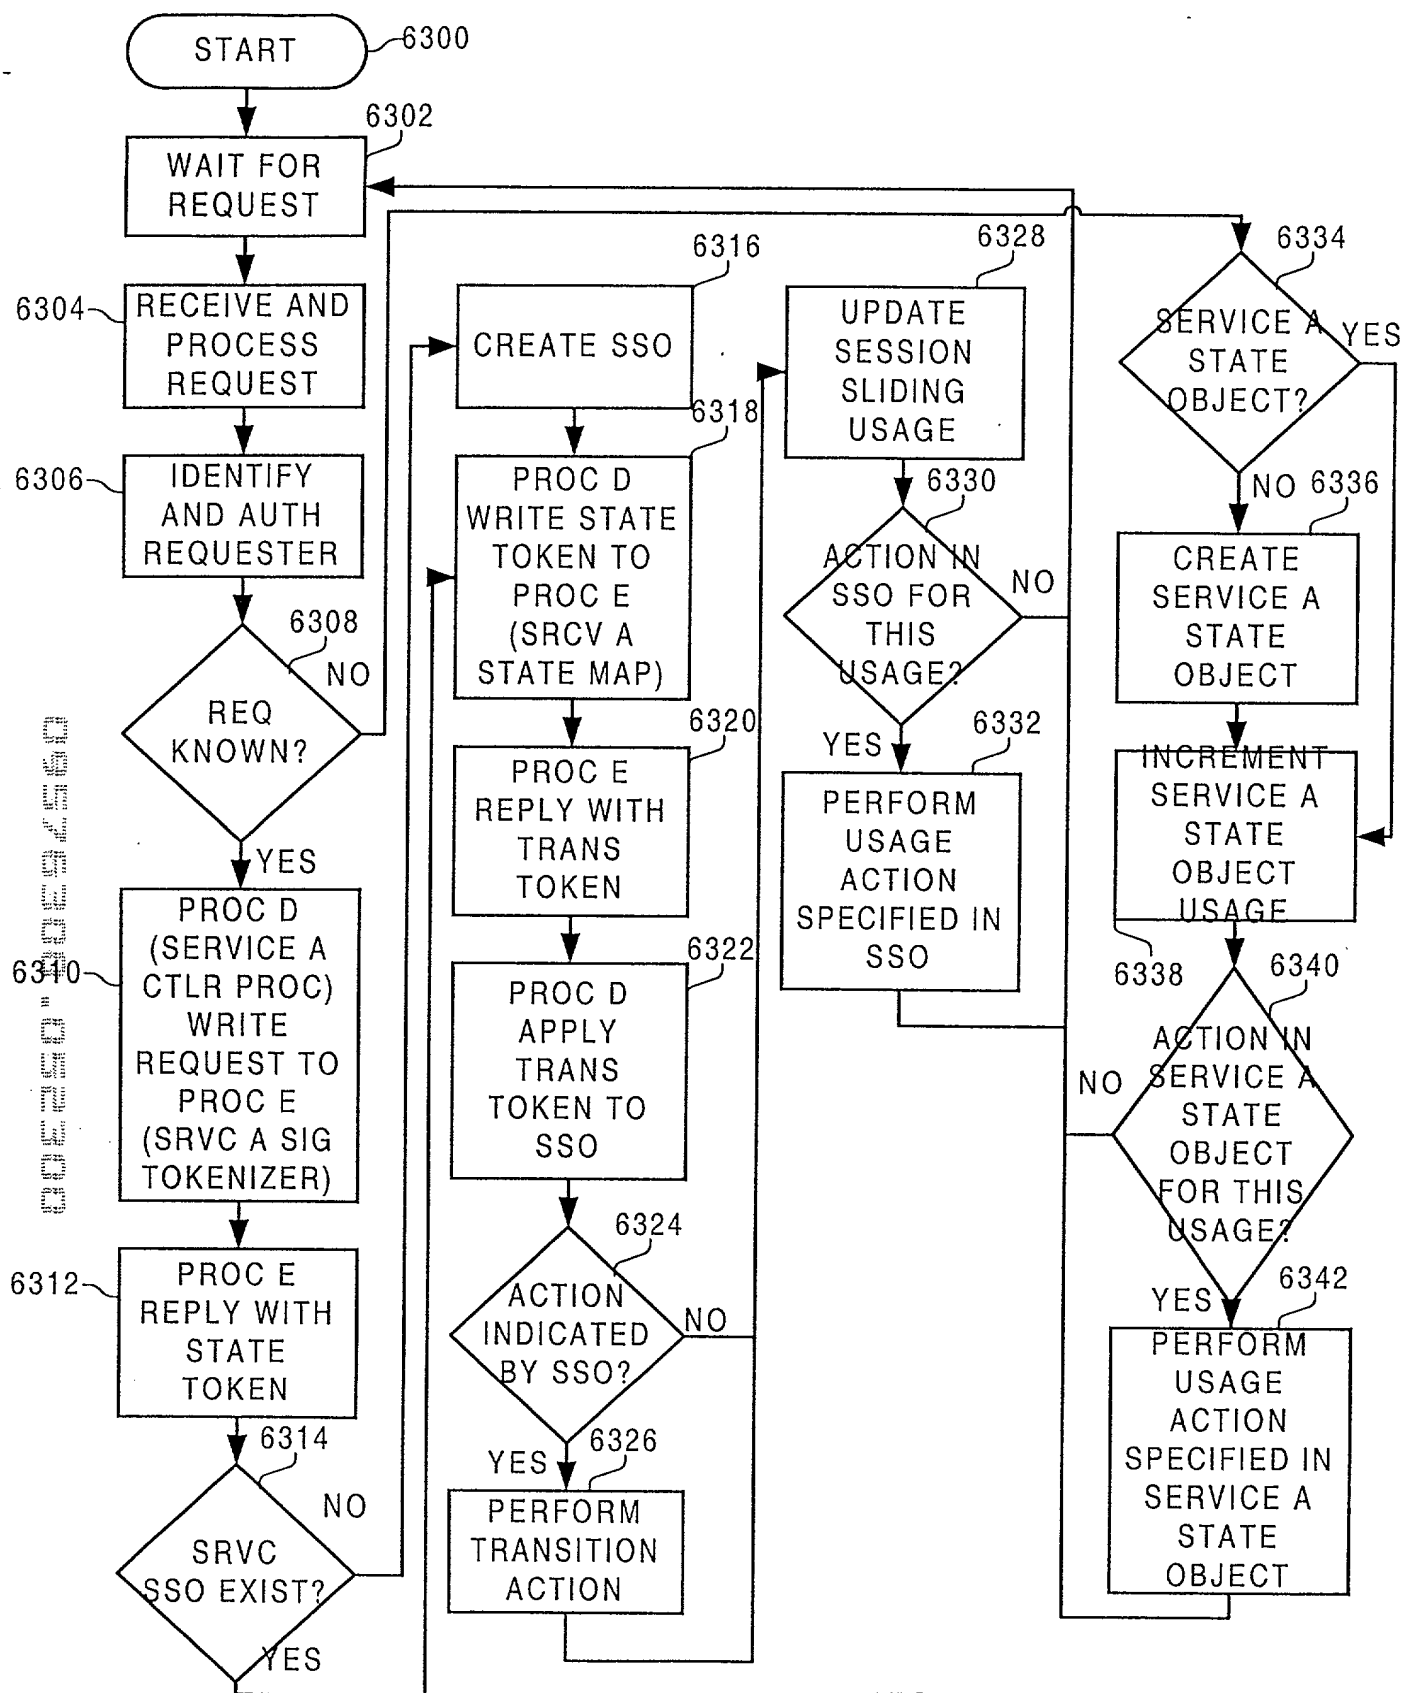 START
6300
6302
WAIT FOR
REQUEST
6304
RECEIVE AND
PROCESS
REQUEST
6306
IDENTIFY
AND AUTH
REQUESTER
6308
NO
REQ
KNOWN?
YES
6310
PROC D
(SERVICE A
CTLR PROC)
WRITE
REQUEST TO
PROC E
(SRVC A SIG
TOKENIZER)
6312
PROC E
REPLY WITH
STATE
TOKEN
6314
NO
SRVC
SSO EXIST?
YES
6316
CREATE SSO
6318
PROC D
WRITE STATE
TOKEN TO
PROC E
(SRCV A
STATE MAP)
6320
PROC E
REPLY WITH
TRANS
TOKEN
6322
PROC D
APPLY
TRANS
TOKEN TO
SSO
6324
ACTION
INDICATED
BY SSO?
NO
YES
6326
PERFORM
TRANSITION
ACTION
6328
UPDATE
SESSION
SLIDING
USAGE
6330
ACTION IN
SSO FOR
THIS
USAGE?
NO
YES
6332
PERFORM
USAGE
ACTION
SPECIFIED IN
SSO
6334
SERVICE A
STATE
OBJECT?
YES
NO
6336
CREATE
SERVICE A
STATE
OBJECT
INCREMENT
SERVICE A
STATE
OBJECT
USAGE
6338
6340
ACTION IN
SERVICE A
STATE
OBJECT
FOR THIS
USAGE?
NO
YES
6342
PERFORM
USAGE
ACTION
SPECIFIED IN
SERVICE A
STATE
OBJECT